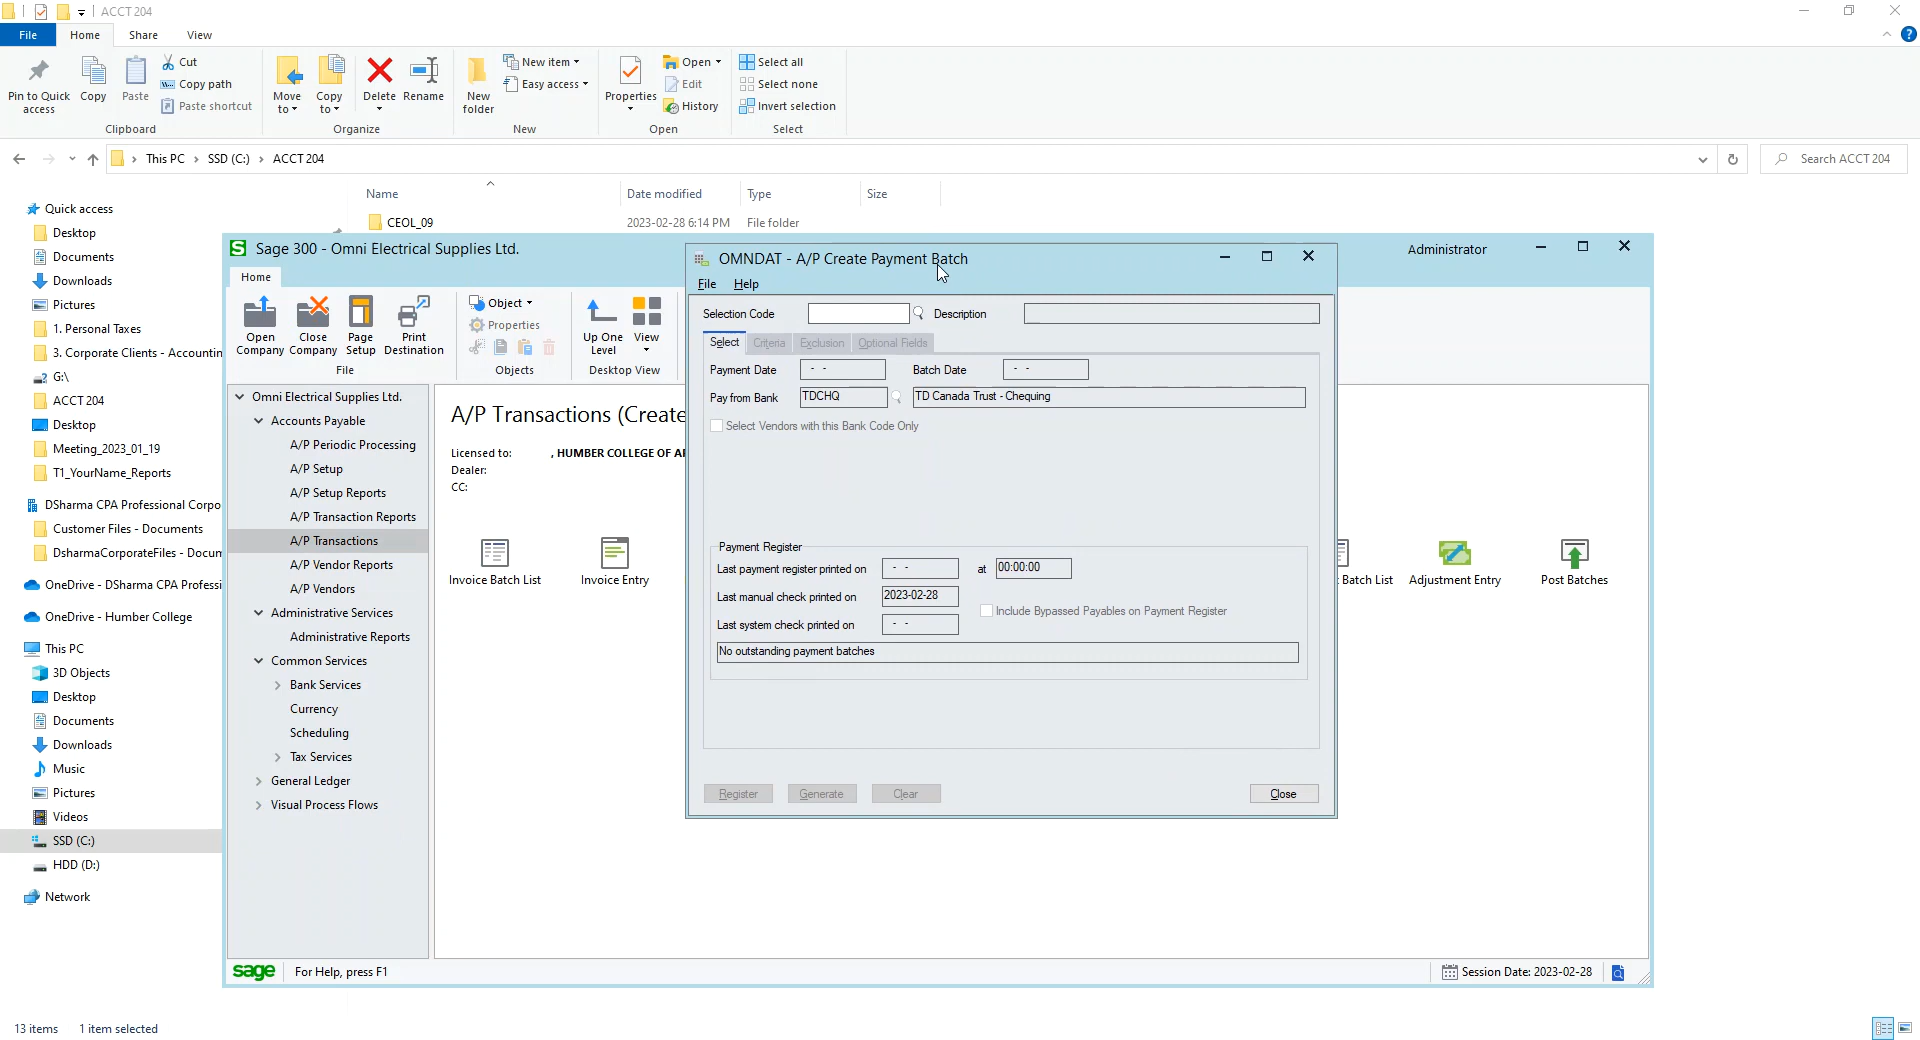 ACCT 204
File
Home
Share
View
Pin to Quick access
Copy
Paste
Cut
Copy path
Paste shortcut
Clipboard
Move to
Copy to
Delete
Rename
Organize
New folder
New item
Easy access
New
Properties
Open
Edit
History
Open
Select all
Select none
Invert selection
Select
This PC > SSD (C:) > ACCT 204
Search ACCT 204
Name
Date modified
Type
Size
CEOL_09
2023-02-28 6:14 PM
File folder
Quick access
Desktop
Documents
Downloads
Pictures
1. Personal Taxes
3. Corporate Clients - Accountin
G:\
ACCT 204
Desktop
Meeting_2023_01_19
T1_YourName_Reports
DSharma CPA Professional Corpo
Customer Files - Documents
DsharmaCorporateFiles - Docum
OneDrive - DSharma CPA Professi
OneDrive - Humber College
This PC
3D Objects
Desktop
Documents
Downloads
Music
Pictures
Videos
SSD (C:)
HDD (D:)
Network
13 items
1 item selected
S
Sage 300 - Omni Electrical Supplies Ltd.
Administrator
Home
Open Company
Close Company
Page Setup
Print Destination
File
Object
Properties
Objects
Up One Level
View
Desktop View
Omni Electrical Supplies Ltd.
Accounts Payable
A/P Periodic Processing
A/P Setup
A/P Setup Reports
A/P Transaction Reports
A/P Transactions
A/P Vendor Reports
A/P Vendors
Administrative Services
Administrative Reports
Common Services
Bank Services
Currency
Scheduling
Tax Services
General Ledger
Visual Process Flows
A/P Transactions (Create
Licensed to: , HUMBER COLLEGE OF A
Dealer:
CC:
Invoice Batch List
Invoice Entry
Batch List
Adjustment Entry
Post Batches
sage
For Help, press F1
Session Date: 2023-02-28
OMNDAT - A/P Create Payment Batch
File
Help
Selection Code
Description
Select
Criteria
Exclusion
Optional Fields
Payment Date - -
Batch Date - -
Pay from Bank TDCHQ TD Canada Trust - Chequing
Select Vendors with this Bank Code Only
Payment Register
Last payment register printed on - - at 00:00:00
Last manual check printed on 2023-02-28
Include Bypassed Payables on Payment Register
Last system check printed on - -
No outstanding payment batches
Register
Generate
Clear
Close